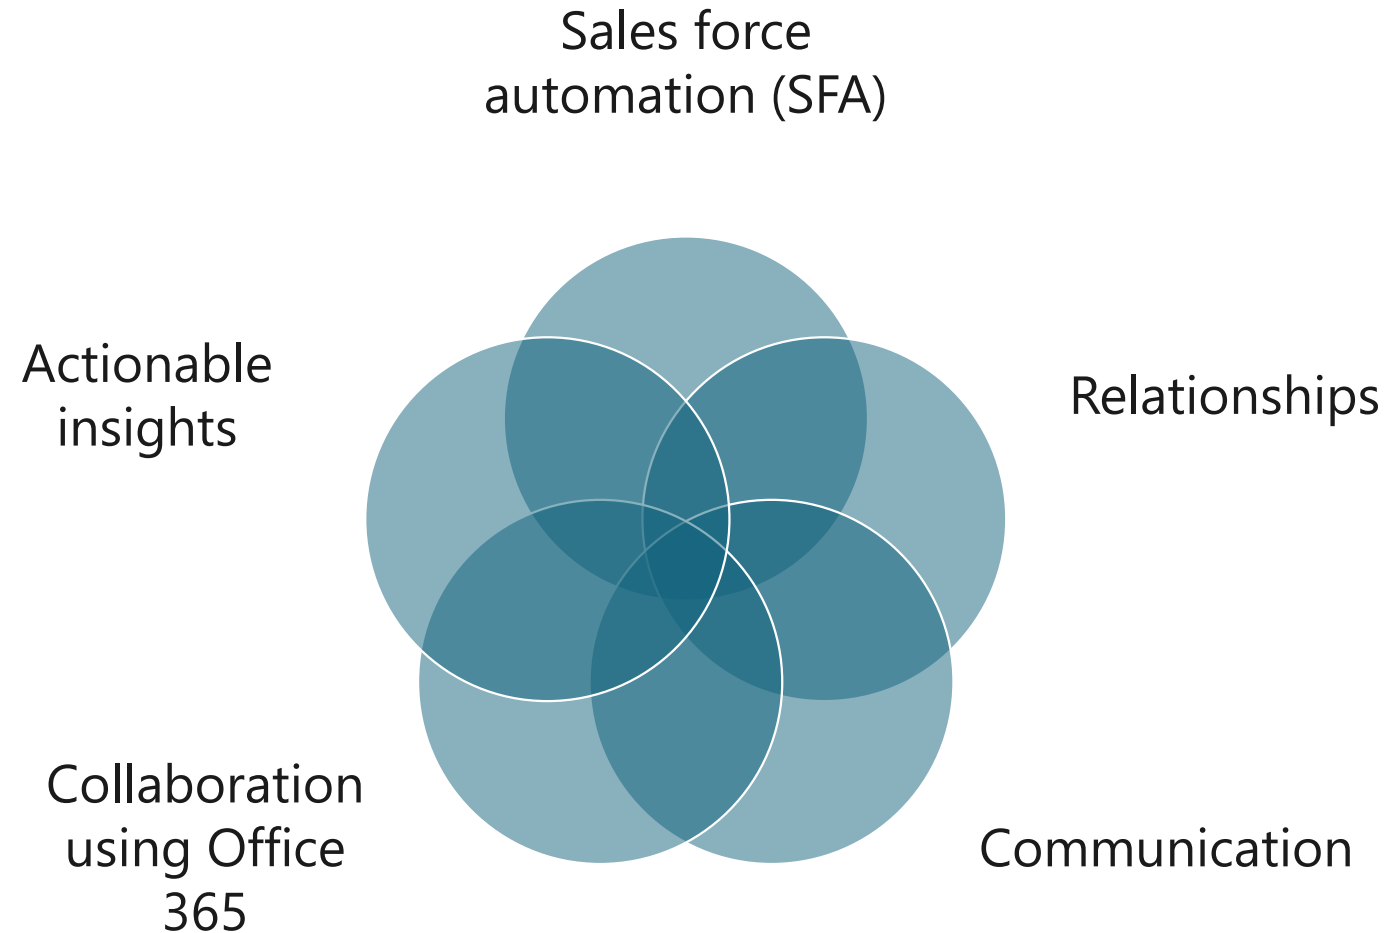 Sales force
automation (SFA)
Actionable
insights
Relationships
Collaboration
using Office
365
Communication